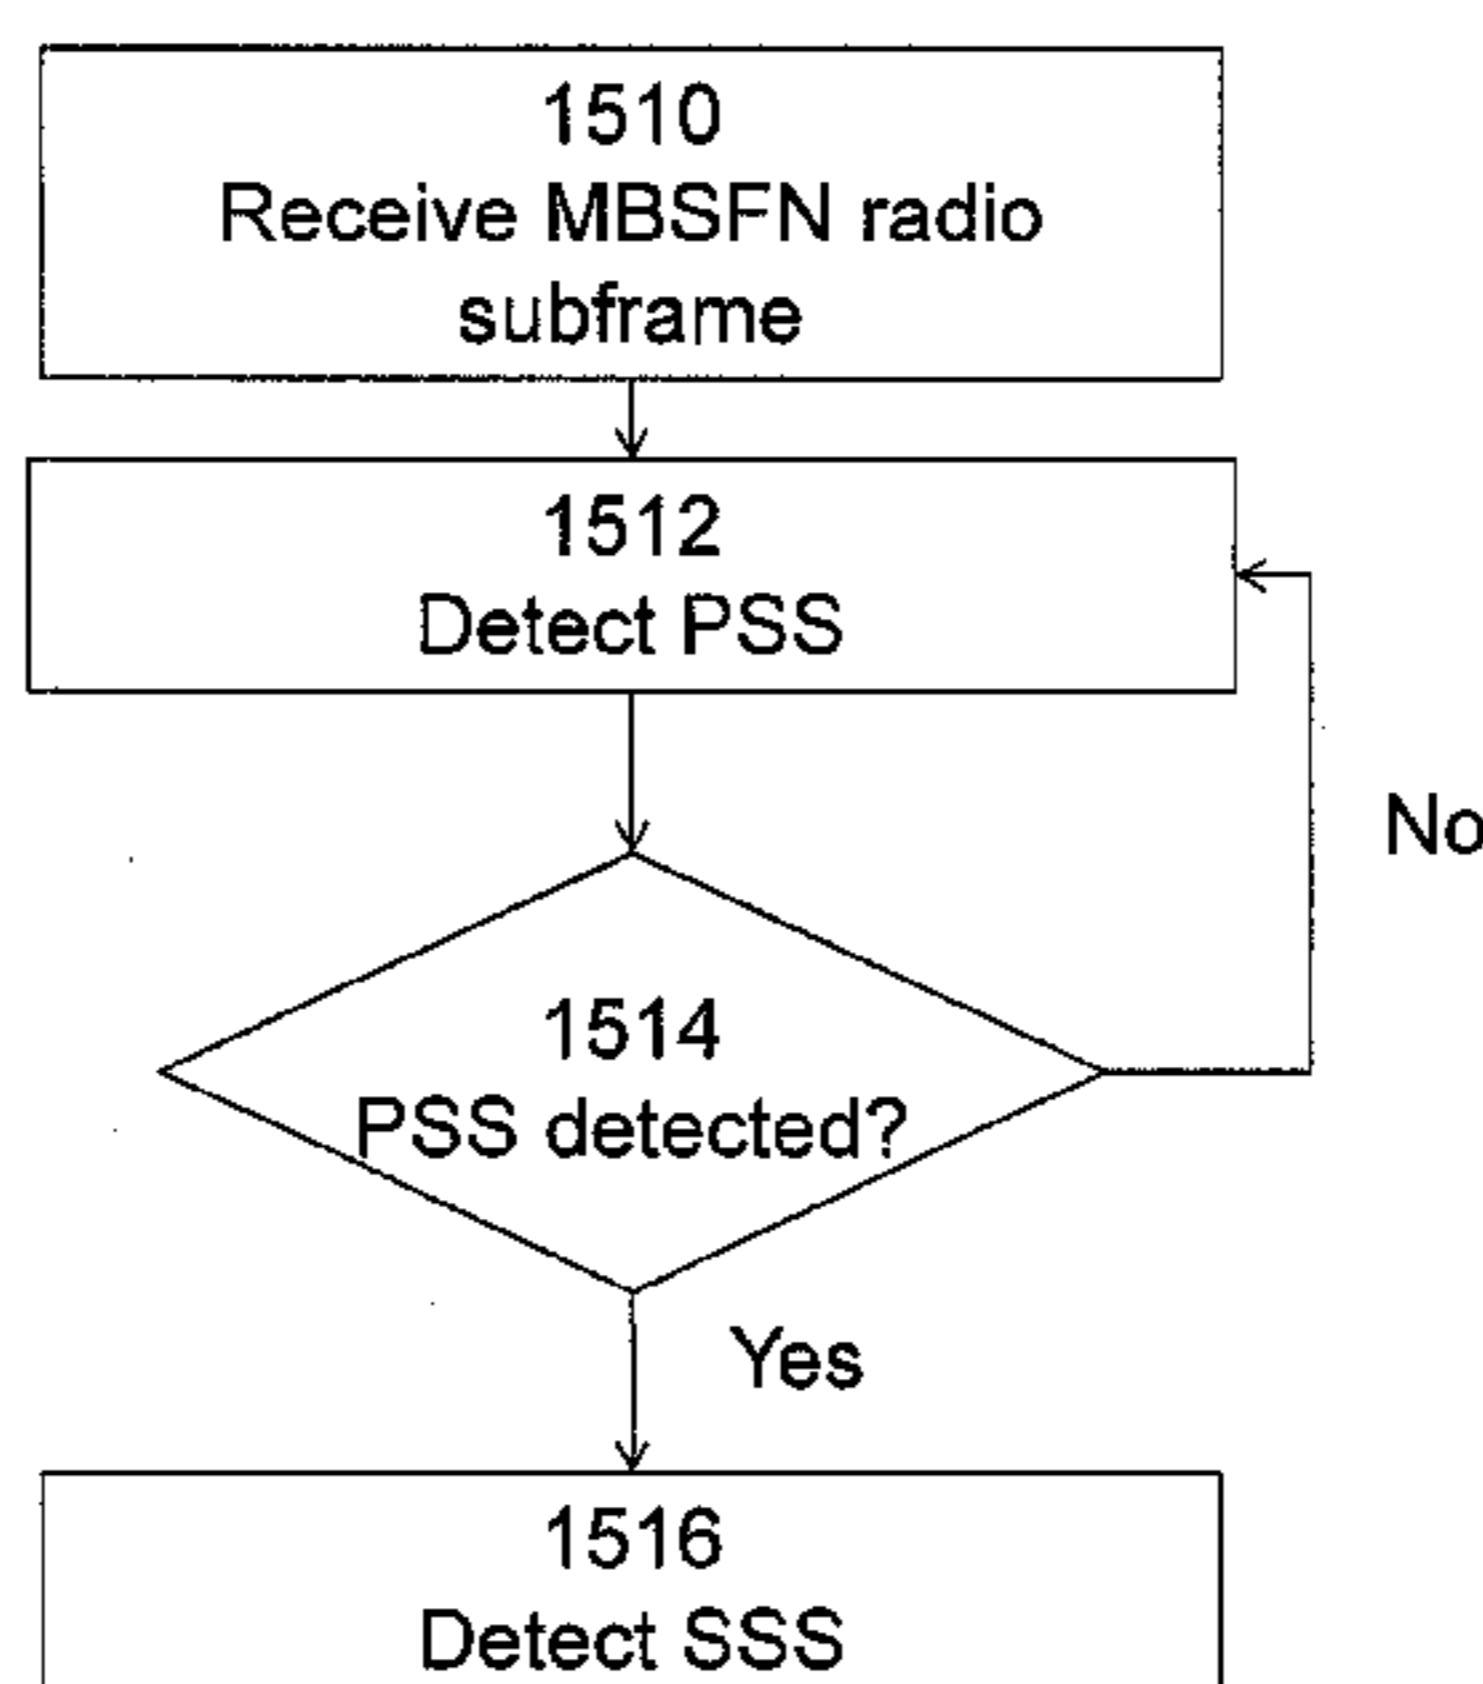 1510
Receive MBSFN radio
subframe
1512
Detect PSS
No
1514
PSS detected?
Yes
1516
Detect SSS